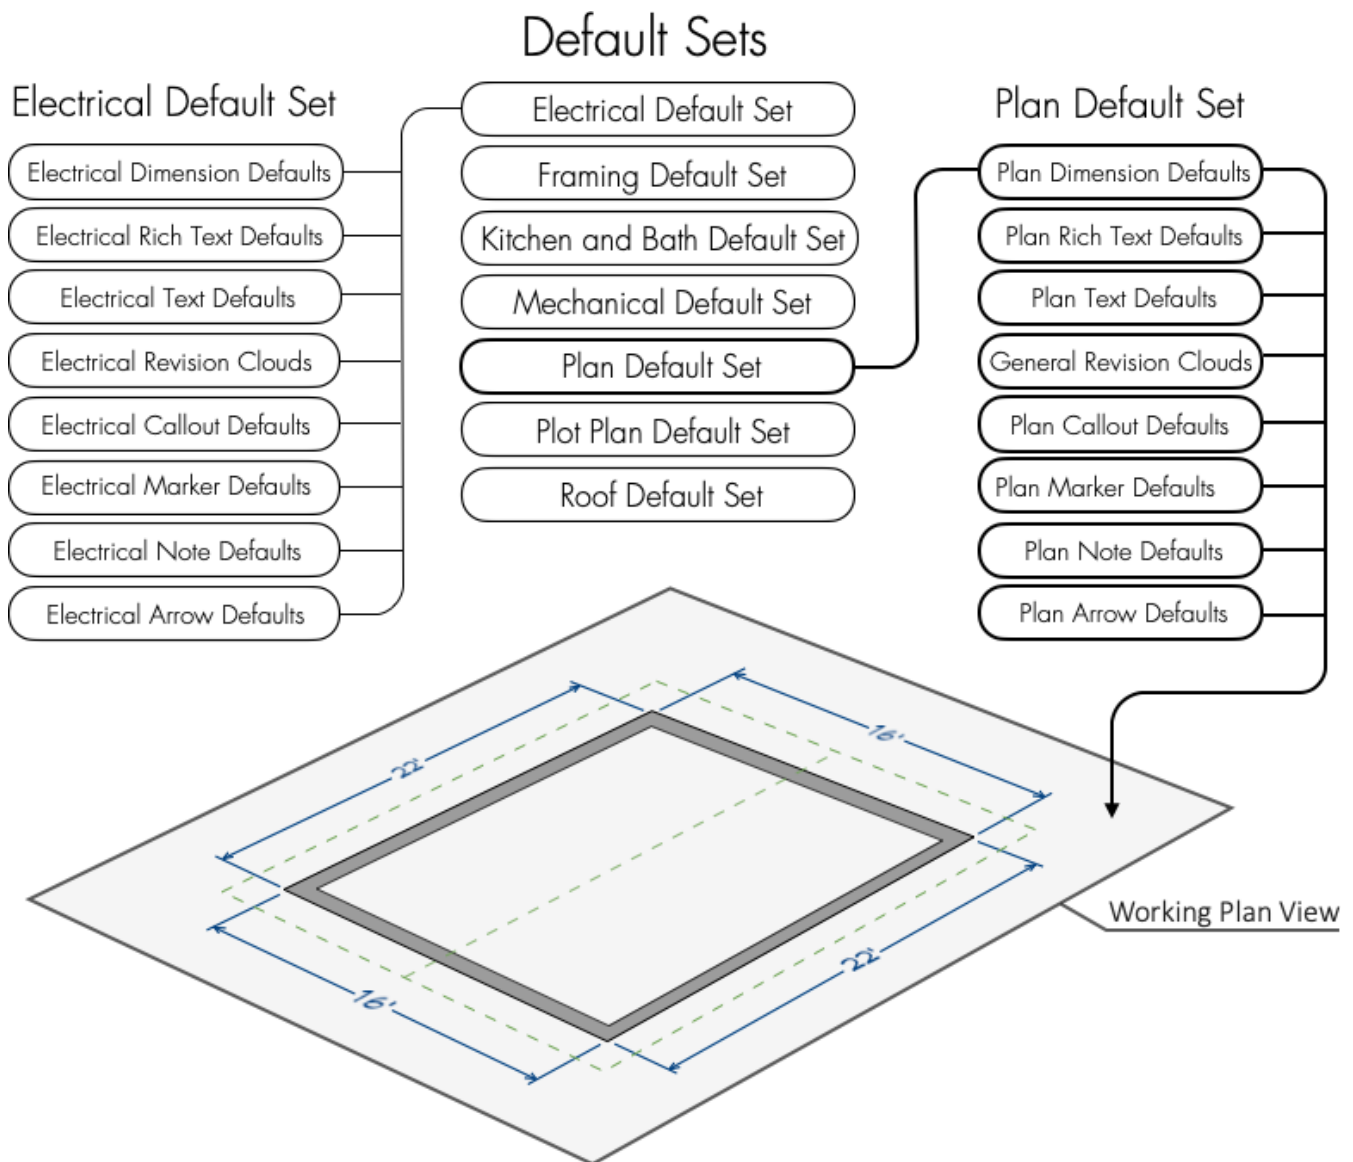 Default Sets
Electrical Default Set
Electrical Dimension Defaults
Electrical Rich Text Defaults
Electrical Text Defaults
Electrical Revision Clouds
Electrical Callout Defaults
Electrical Marker Defaults
Electrical Note Defaults
Electrical Arrow Defaults
Electrical Default Set
Framing Default Set
Kitchen and Bath Default Set
Mechanical Default Set
Plan Default Set
Plot Plan Default Set
Roof Default Set
Plan Default Set
Plan Dimension Defaults
Plan Rich Text Defaults
Plan Text Defaults
General Revision Clouds
Plan Callout Defaults
Plan Marker Defaults
Plan Note Defaults
Plan Arrow Defaults
16'
22'
Working Plan View
22'
16'